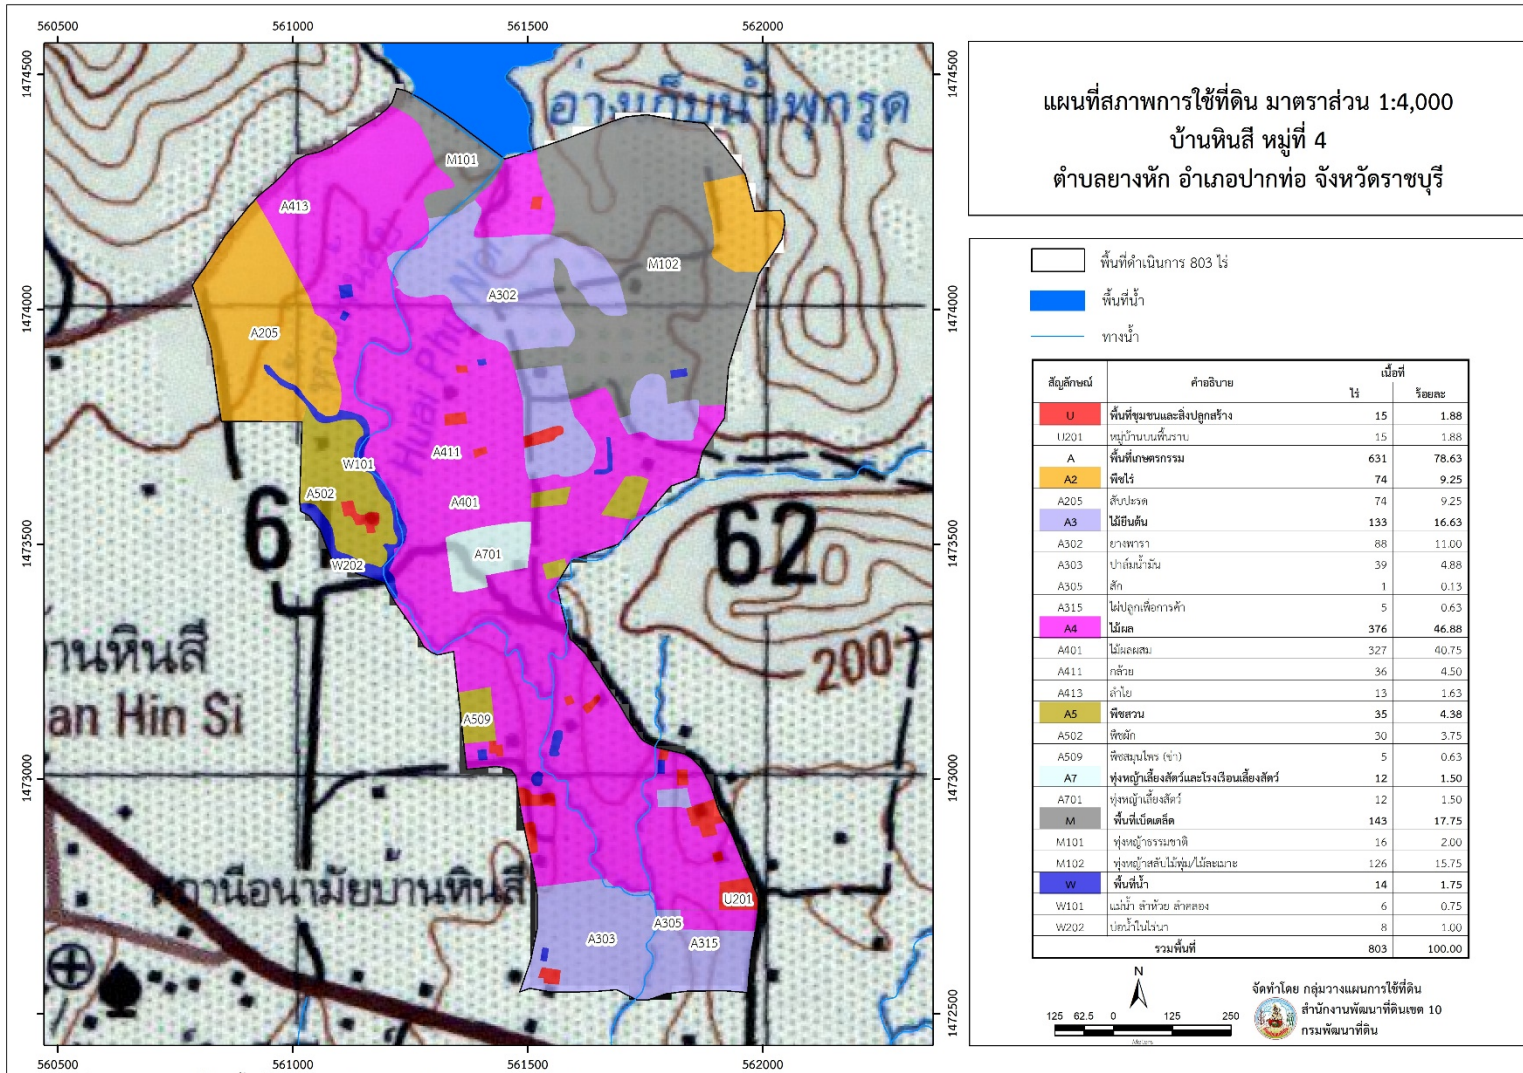 560500
561000
561500
562000
1474500
1474500
อ่างเก็บน้ำพุกรูด
M101
A413
M102
A302
1474000
1474000
A205
Huai Phu
A411
W101
A502
A401
62
1473500
1473500
A701
W202
านหินสี
an Hin Si
200
A509
1473000
1473000
สถานีอนามัยบานหินสี
U201
A305
A303
A315
1472500
1472500
560500
561000
561500
562000
แผนที่สภาพการใช้ที่ดิน มาตราส่วน 1:4,000
บ้านหินสี หมู่ที่ 4
ตำบลยางหัก อำเภอปากท่อ จังหวัดราชบุรี
พื้นที่ดำเนินการ 803 ไร่
พื้นที่น้ำ
ทางน้ำ
สัญลักษณ์ คำอธิบาย เนื้อที่
ไร่ ร้อยละ
U พื้นที่ชุมชนและสิ่งปลูกสร้าง 15 1.88
U201 หมู่บ้านบนพื้นราบ 15 1.88
A พื้นที่เกษตรกรรม 631 78.63
A2 พืชไร่ 74 9.25
A205 สับปะรด 74 9.25
A3 ไม้ยืนต้น 133 16.63
A302 ยางพารา 88 11.00
A303 ปาล์มน้ำมัน 39 4.88
A305 สัก 1 0.13
A315 ไผ่ปลูกเพื่อการค้า 5 0.63
A4 ไม้ผล 376 46.88
A401 ไม้ผลผสม 327 40.75
A411 กล้วย 36 4.50
A413 ลำไย 13 1.63
A5 พืชสวน 35 4.38
A502 พืชผัก 30 3.75
A509 พืชสมุนไพร (ข่า) 5 0.63
A7 ทุ่งหญ้าเลี้ยงสัตว์และโรงเรือนเลี้ยงสัตว์ 12 1.50
A701 ทุ่งหญ้าเลี้ยงสัตว์ 12 1.50
M พื้นที่เบ็ดเตล็ด 143 17.75
M101 ทุ่งหญ้าธรรมชาติ 16 2.00
M102 ทุ่งหญ้าสลับไม้พุ่ม/ไม้ละเมาะ 126 15.75
W พื้นที่น้ำ 14 1.75
W101 แม่น้ำ ลำห้วย ลำคลอง 6 0.75
W202 บ่อน้ำในไร่นา 8 1.00
รวมพื้นที่ 803 100.00
N
125 62.5 0 125 250
Meters
จัดทำโดย กลุ่มวางแผนการใช้ที่ดิน
สำนักงานพัฒนาที่ดินเขต 10
กรมพัฒนาที่ดิน